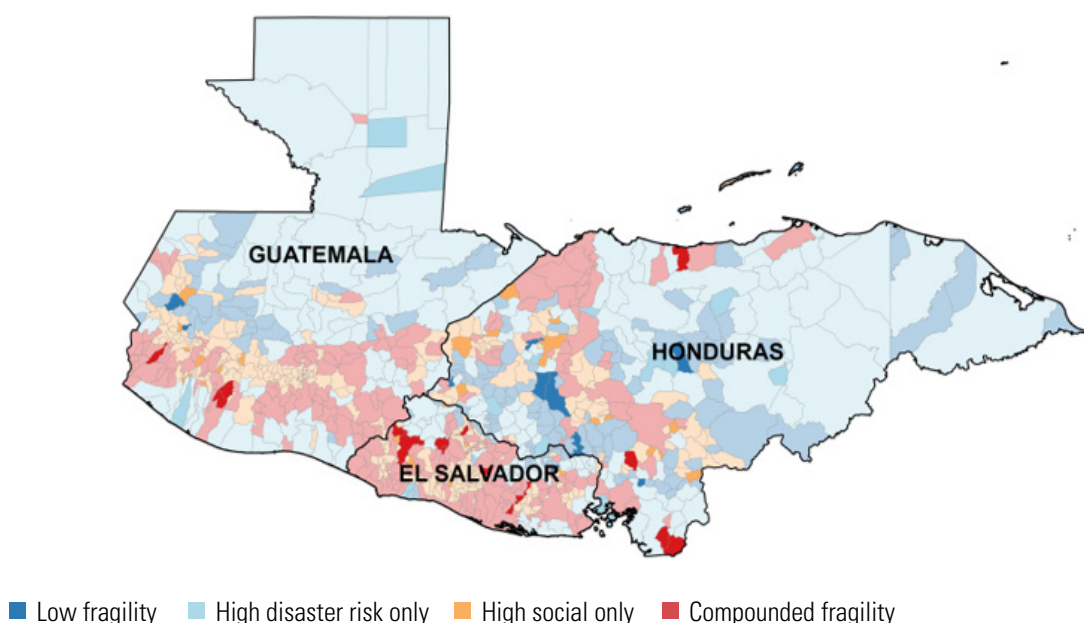 GUATEMALA
HONDURAS
EL SALVADOR
Low fragility High disaster risk only High social only Compounded fragility